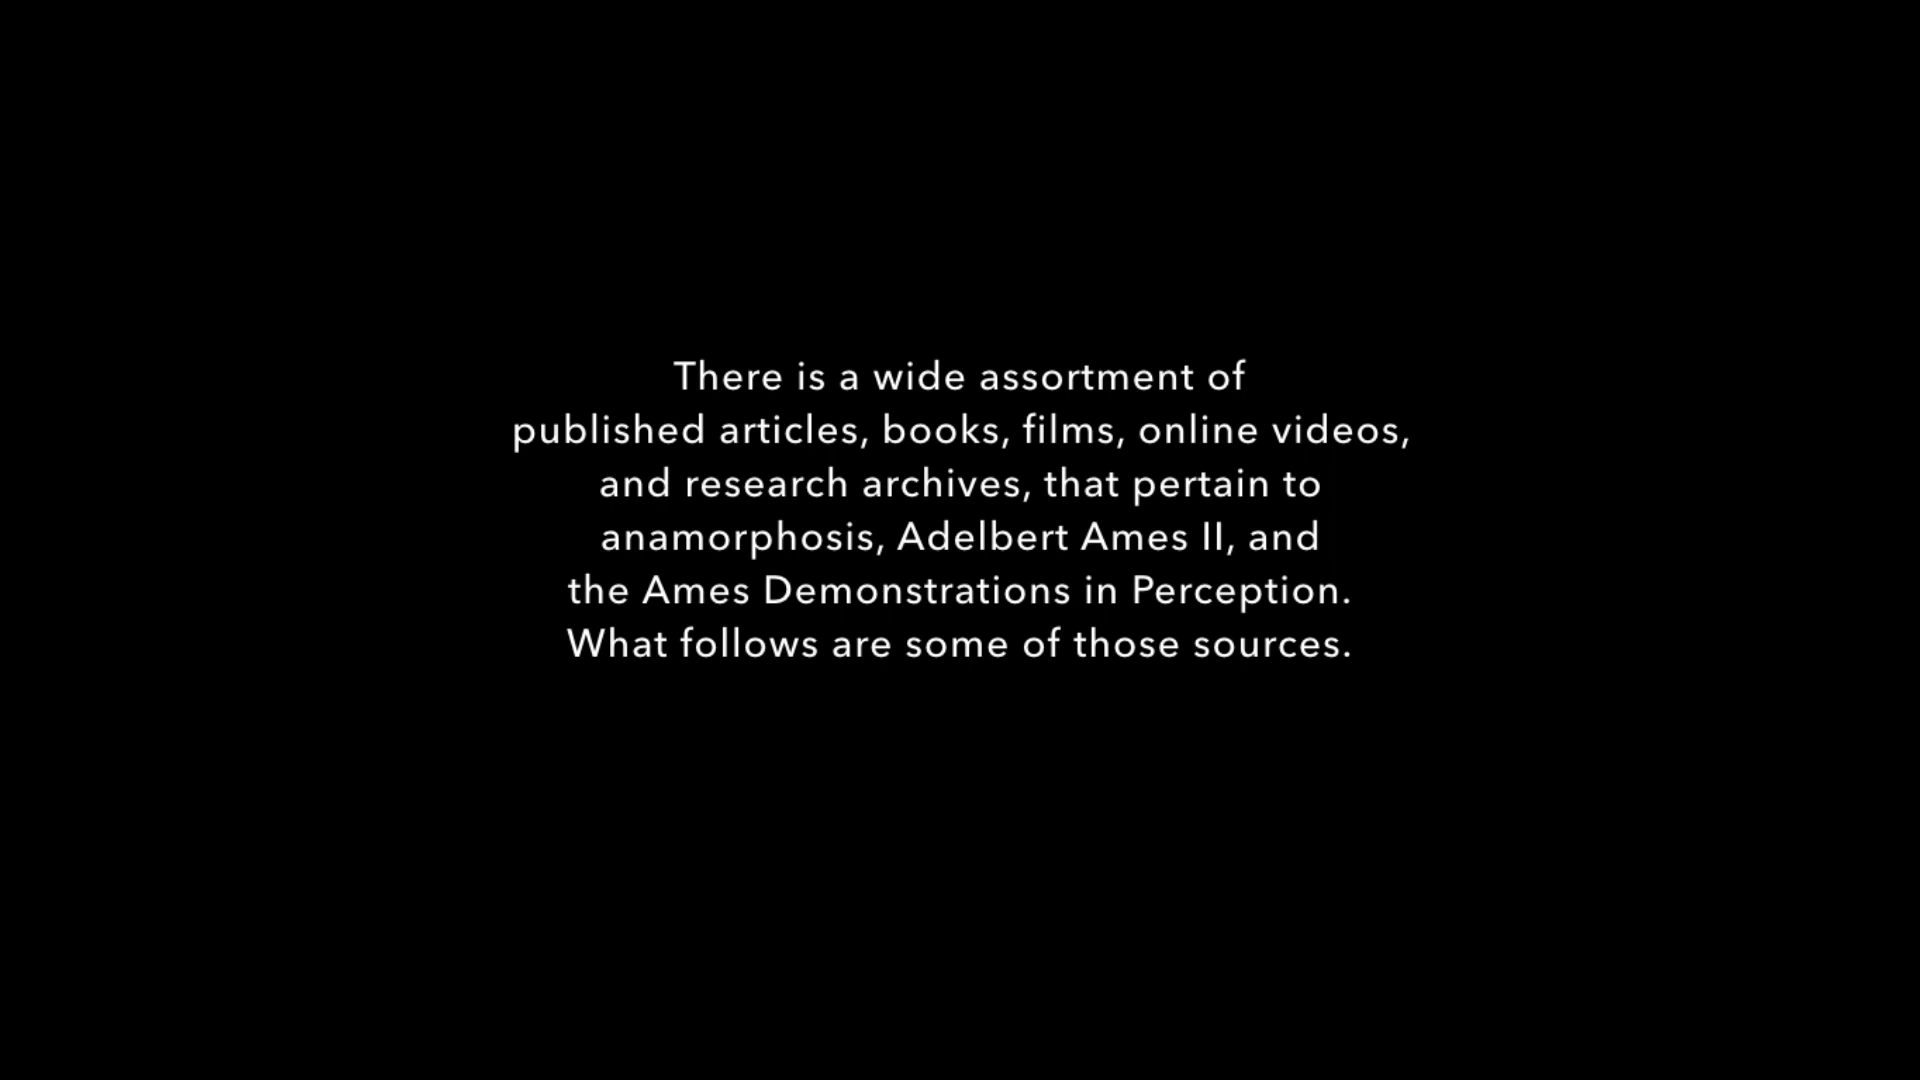 There is a wide assortment of
published articles, books, films, online videos,
and research archives, that pertain to
anamorphosis, Adelbert Ames II, and
the Ames Demonstrations in Perception.
What follows are some of those sources.